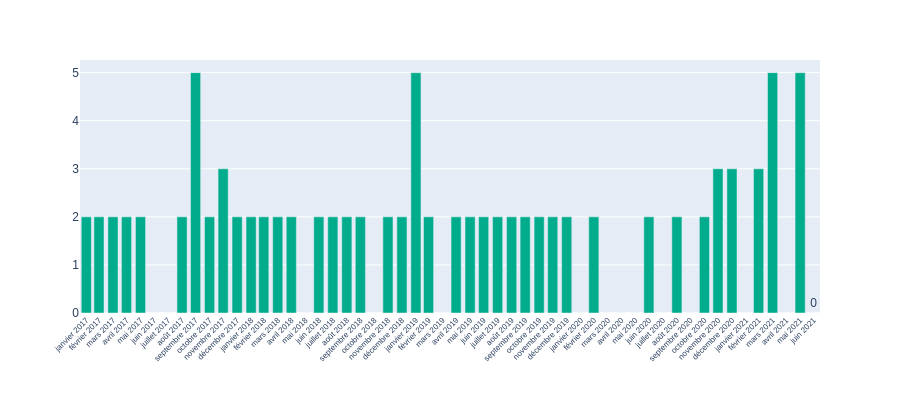 5
4
3
2
1
0
0
janvier 2017
février 2017
mars 2017
avril 2017
mai 2017
juin 2017
juillet 2017
août 2017
septembre 2017
octobre 2017
novembre 2017
décembre 2017
janvier 2018
février 2018
mars 2018
avril 2018
mai 2018
juin 2018
juillet 2018
août 2018
septembre 2018
octobre 2018
novembre 2018
décembre 2018
janvier 2019
février 2019
mars 2019
avril 2019
mai 2019
juin 2019
juillet 2019
août 2019
septembre 2019
octobre 2019
novembre 2019
décembre 2019
janvier 2020
février 2020
mars 2020
avril 2020
mai 2020
juin 2020
juillet 2020
août 2020
septembre 2020
octobre 2020
novembre 2020
décembre 2020
janvier 2021
février 2021
mars 2021
avril 2021
mai 2021
juin 2021